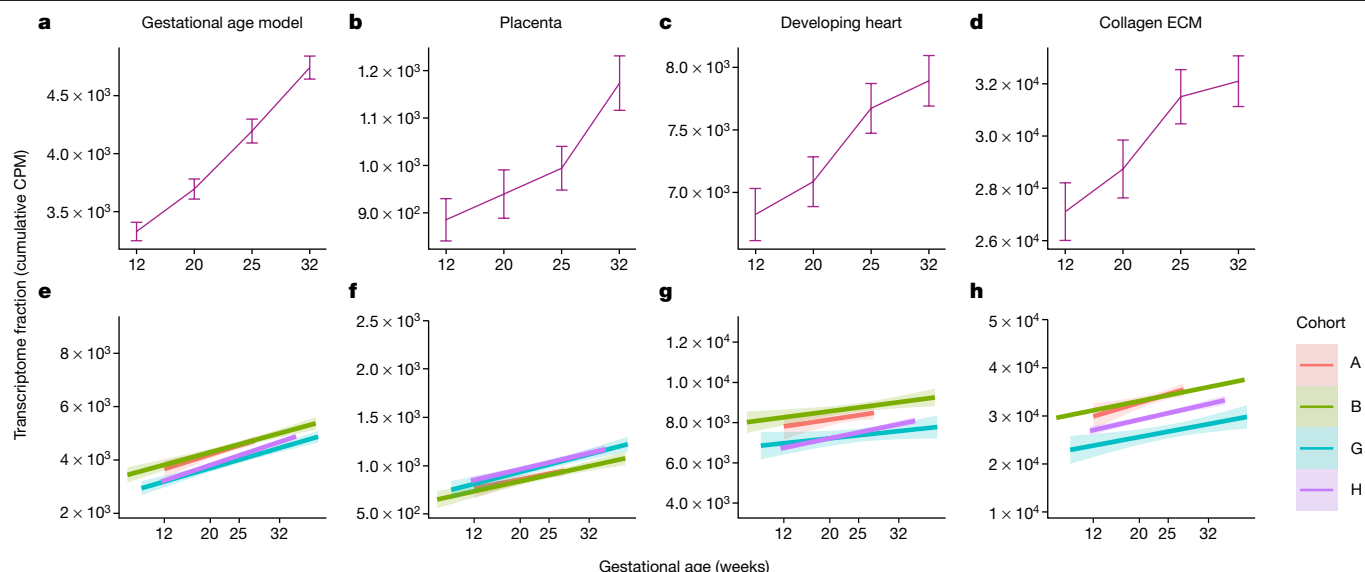 a Gestational age model
b Placenta
c Developing heart
d Collagen ECM
Transcriptome fraction (cumulative CPM)
4.5 × 10³
4.0 × 10³
3.5 × 10³
12 20 25 32
1.2 × 10³
1.1 × 10³
1.0 × 10³
9.0 × 10²
12 20 25 32
8.0 × 10³
7.5 × 10³
7.0 × 10³
12 20 25 32
3.2 × 10⁴
3.0 × 10⁴
2.8 × 10⁴
2.6 × 10⁴
12 20 25 32
e
8 × 10³
6 × 10³
4 × 10³
2 × 10³
12 20 25 32
f
2.5 × 10³
2.0 × 10³
1.5 × 10³
1.0 × 10³
5.0 × 10²
12 20 25 32
g
1.2 × 10⁴
1.0 × 10⁴
8.0 × 10³
6.0 × 10³
4.0 × 10³
12 20 25 32
h
5 × 10⁴
4 × 10⁴
3 × 10⁴
2 × 10⁴
1 × 10⁴
12 20 25 32
Cohort
A
B
G
H
Gestational age (weeks)